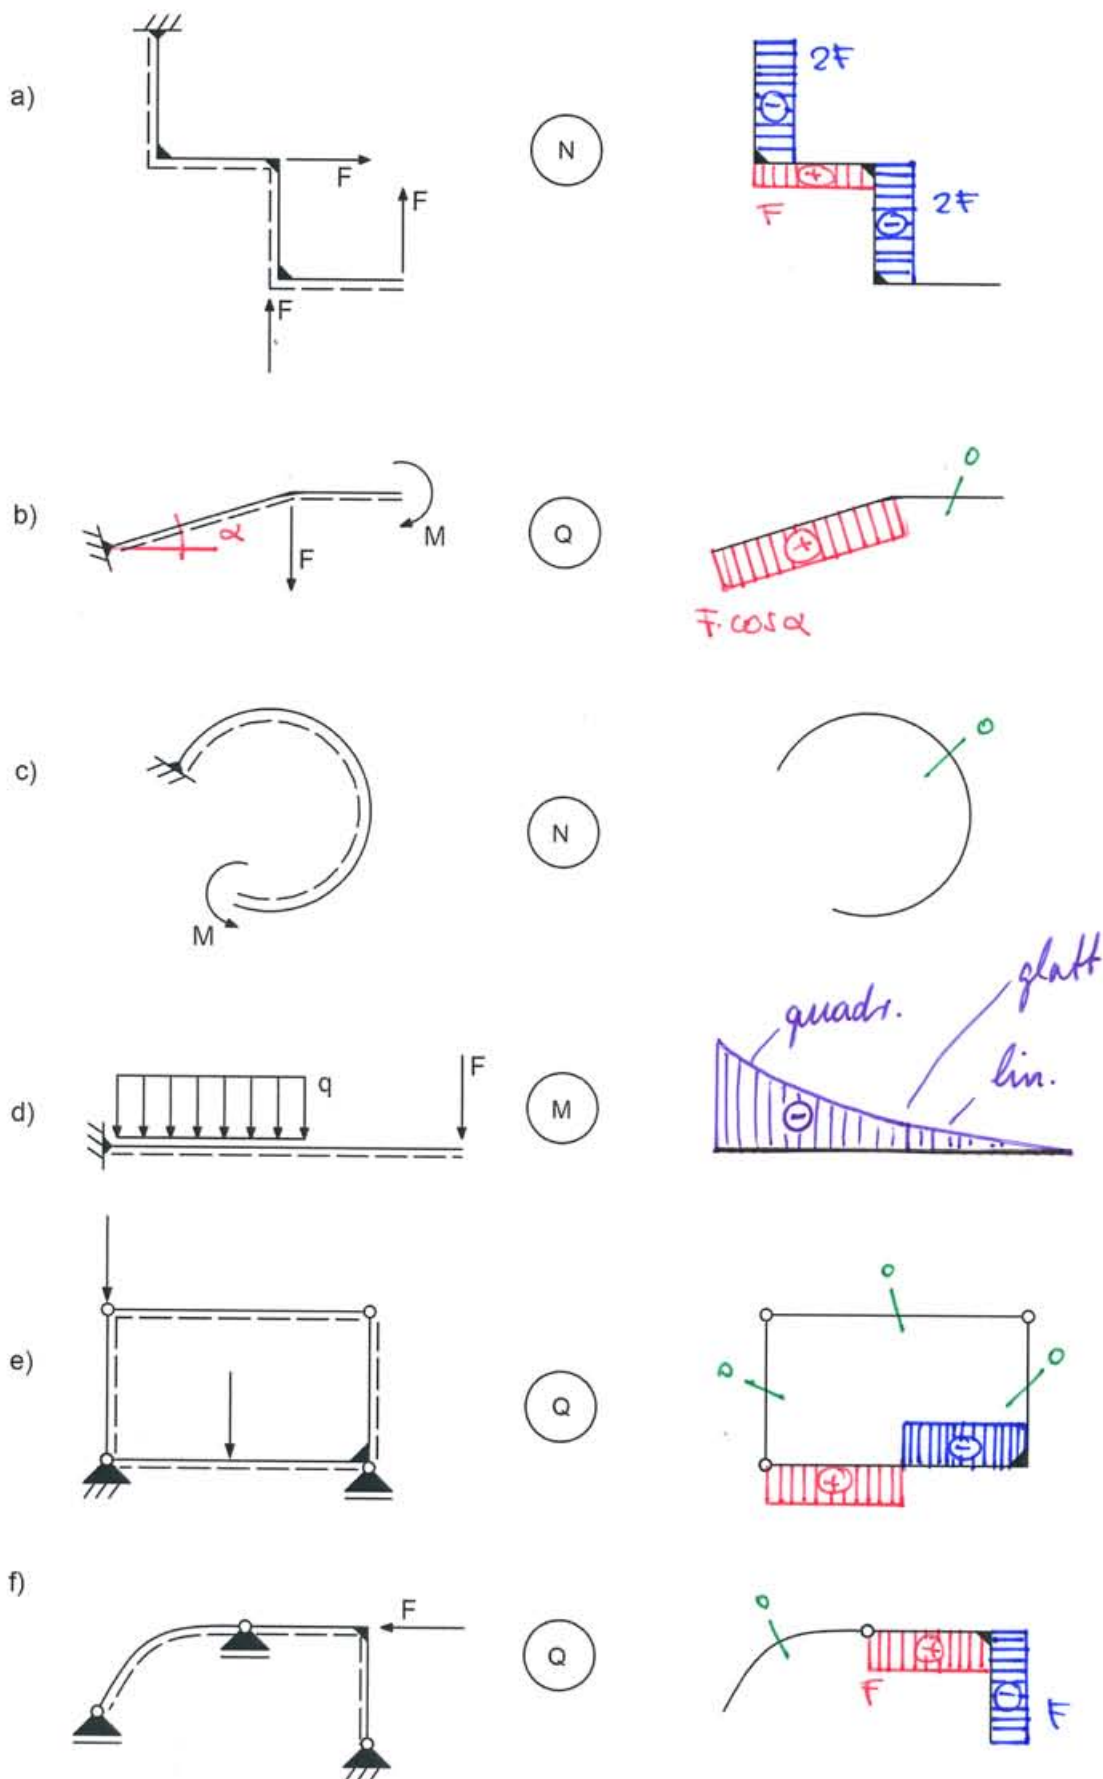 a)
F
F
F
N
2F
⊖
⊕
F
2F
⊖
b)
α
F
M
Q
0
⊕
F·cosα
c)
M
N
0
d)
q
F
M
quadr.
glatt
lin.
⊖
e)
Q
0
0
0
⊖
⊕
f)
F
Q
0
⊕
F
⊖
F